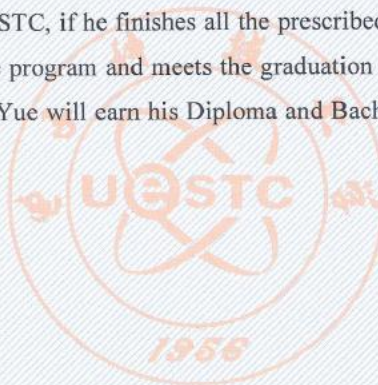 STC, if he finishes all the prescribed
program and meets the graduation
Yue will earn his Diploma and Bach
UESTC
1956